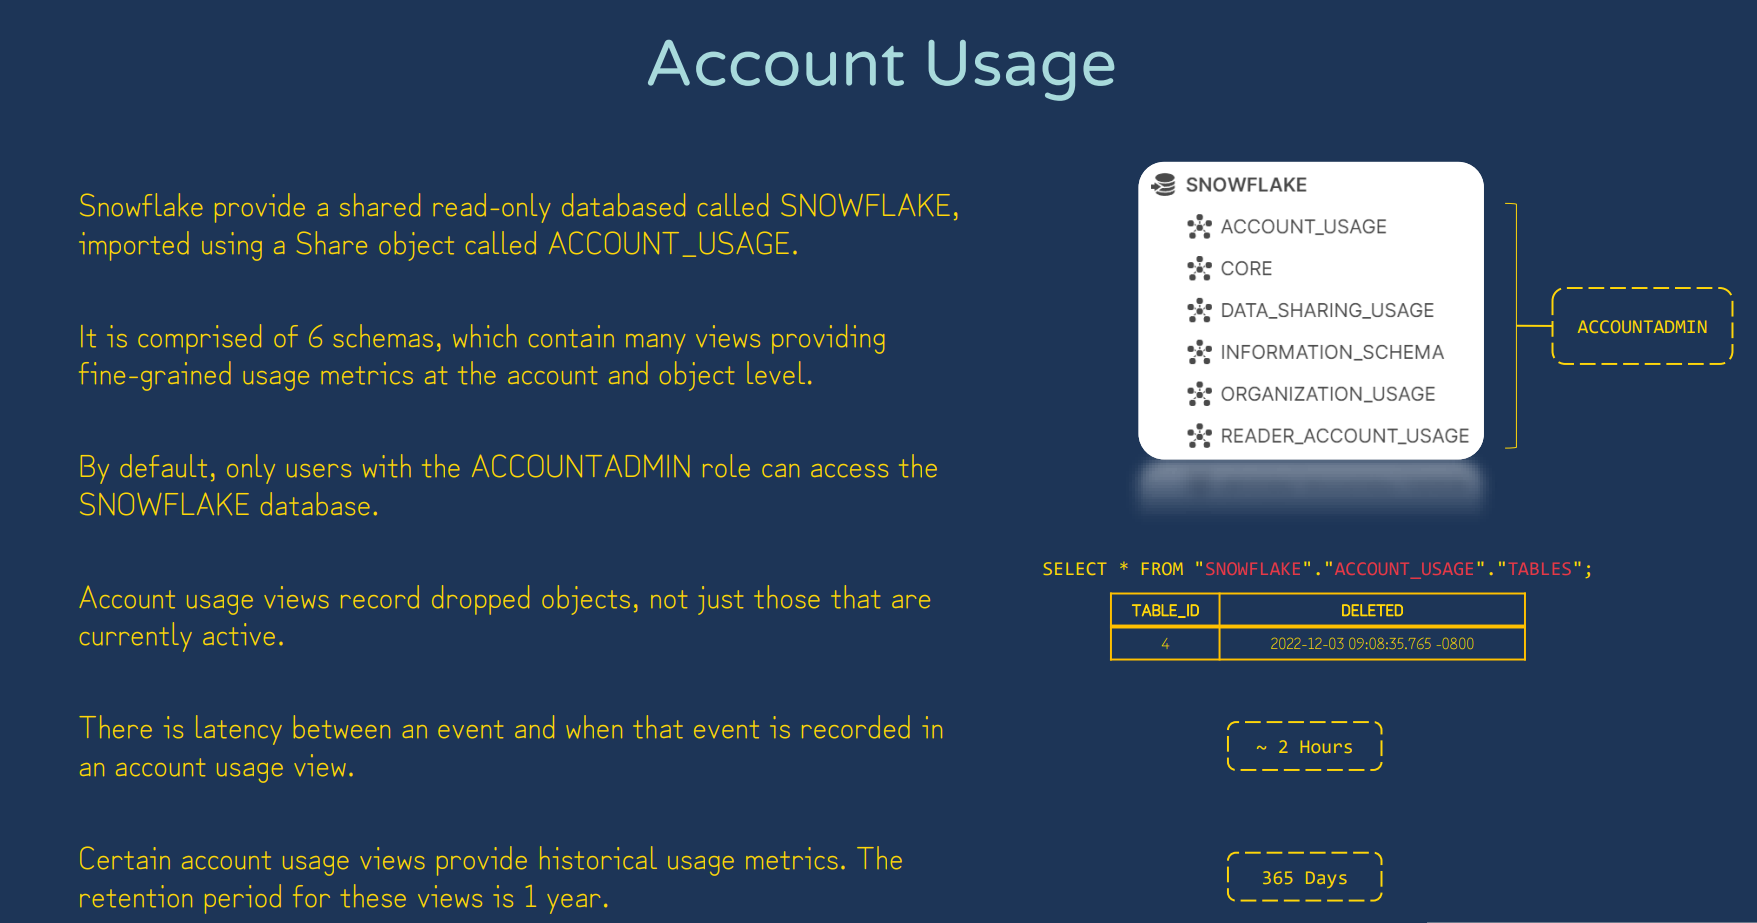 Account Usage
Snowflake provide a shared read-only databased called SNOWFLAKE,
imported using a Share object called ACCOUNT_USAGE.
It is comprised of 6 schemas, which contain many views providing
fine-grained usage metrics at the account and object level.
By default, only users with the ACCOUNTADMIN role can access the
SNOWFLAKE database.
Account usage views record dropped objects, not just those that are
currently active.
There is latency between an event and when that event is recorded in
an account usage view.
Certain account usage views provide historical usage metrics. The
retention period for these views is 1 year.
SNOWFLAKE
ACCOUNT_USAGE
CORE
DATA_SHARING_USAGE
INFORMATION_SCHEMA
ORGANIZATION_USAGE
READER_ACCOUNT_USAGE
ACCOUNTADMIN
SELECT * FROM "SNOWFLAKE"."ACCOUNT_USAGE"."TABLES";
TABLE_ID DELETED
4 2022-12-03 09:08:35.765 -0800
~ 2 Hours
365 Days